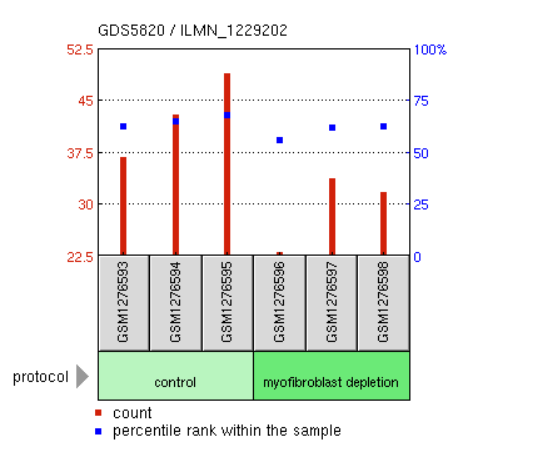 GDS5820 / ILMN_1229202
52.5 100%
45 75
37.5 50
30 25
22.5 0
GSM1276593 GSM1276594 GSM1276595 GSM1276596 GSM1276597 GSM1276598
protocol control myofibroblast depletion
count
percentile rank within the sample